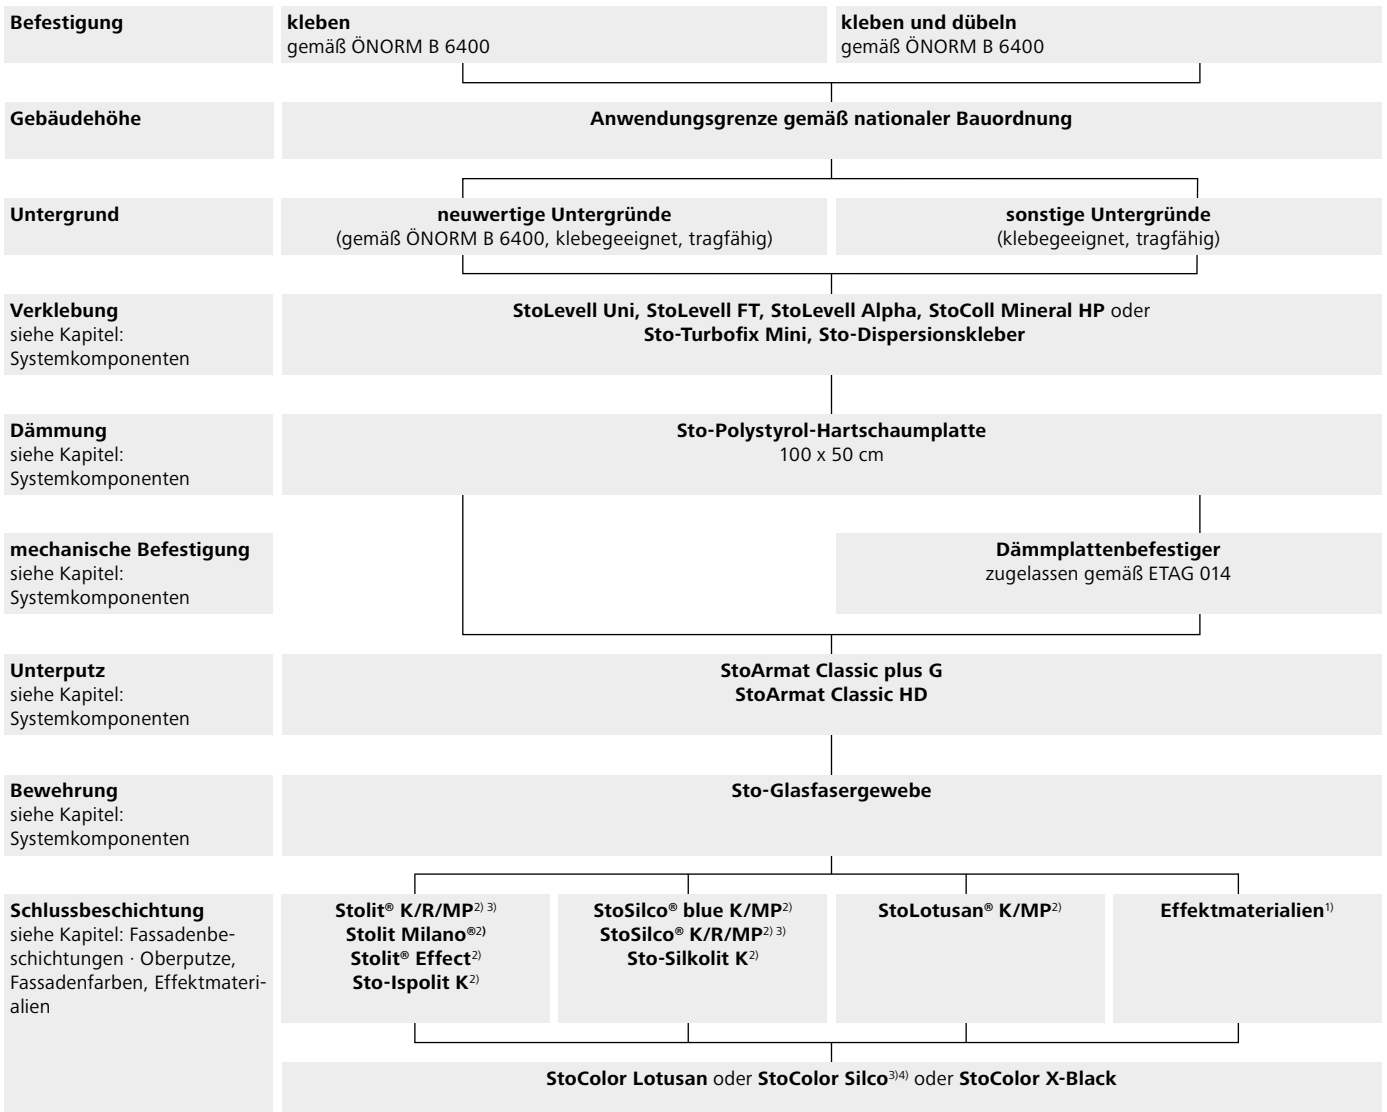 Befestigung
kleben
gemäß ÖNORM B 6400
kleben und dübeln
gemäß ÖNORM B 6400
Gebäudehöhe
Anwendungsgrenze gemäß nationaler Bauordnung
Untergrund
neuwertige Untergründe
(gemäß ÖNORM B 6400, klebegeeignet, tragfähig)
sonstige Untergründe
(klebegeeignet, tragfähig)
Verklebung
siehe Kapitel:
Systemkomponenten
StoLevell Uni, StoLevell FT, StoLevell Alpha, StoColl Mineral HP oder
Sto-Turbofix Mini, Sto-Dispersionskleber
Dämmung
siehe Kapitel:
Systemkomponenten
Sto-Polystyrol-Hartschaumplatte
100 x 50 cm
mechanische Befestigung
siehe Kapitel:
Systemkomponenten
Dämmplattenbefestiger
zugelassen gemäß ETAG 014
Unterputz
siehe Kapitel:
Systemkomponenten
StoArmat Classic plus G
StoArmat Classic HD
Bewehrung
siehe Kapitel:
Systemkomponenten
Sto-Glasfasergewebe
Schlussbeschichtung
siehe Kapitel: Fassadenbe-
schichtungen · Oberputze,
Fassadenfarben, Effektmateri-
alien
Stolit® K/R/MP2) 3)
Stolit Milano®2)
Stolit® Effect2)
Sto-Ispolit K2)
StoSilco® blue K/MP2)
StoSilco® K/R/MP2) 3)
Sto-Silkolit K2)
StoLotusan® K/MP2)
Effektmaterialien1)
StoColor Lotusan oder StoColor Silco3)4) oder StoColor X-Black